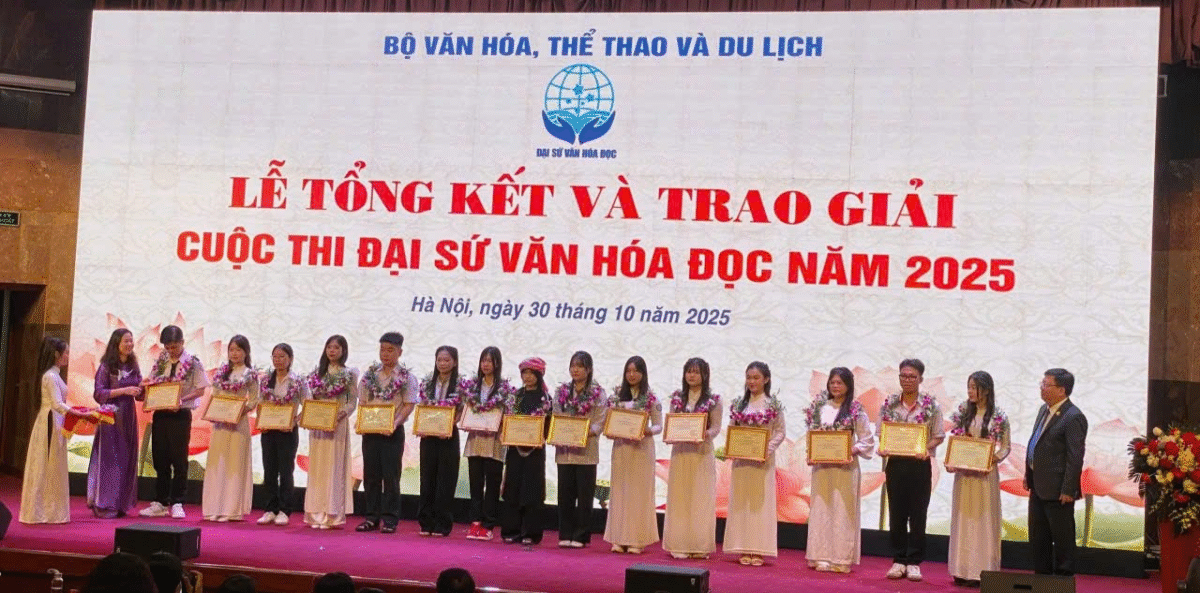 BỘ VĂN HÓA, THỂ THAO VÀ DU LỊCH
ĐẠI SỨ VĂN HÓA ĐỌC
LỄ TỔNG KẾT VÀ TRAO GIẢI
CUỘC THI ĐẠI SỨ VĂN HÓA ĐỌC NĂM 2025
Hà Nội, ngày 30 tháng 10 năm 2025